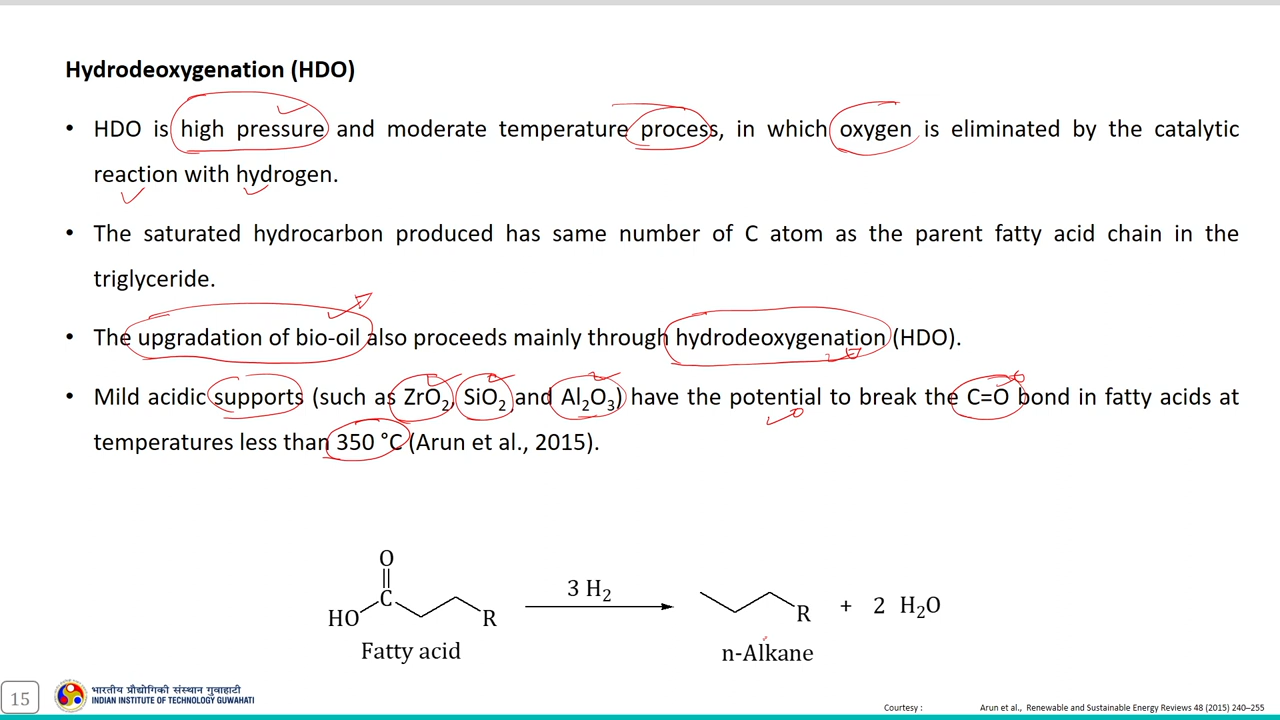 Hydrodeoxygenation (HDO)
• HDO is high pressure and moderate temperature process, in which oxygen is eliminated by the catalytic
reaction with hydrogen.
• The saturated hydrocarbon produced has same number of C atom as the parent fatty acid chain in the
triglyceride.
• The upgradation of bio-oil also proceeds mainly through hydrodeoxygenation (HDO).
• Mild acidic supports (such as ZrO₂, SiO₂ and Al₂O₃) have the potential to break the C=O bond in fatty acids at
temperatures less than 350 °C (Arun et al., 2015).
O
C
HO
R
Fatty acid
3 H₂
R
n-Alkane
+ 2 H₂O
15
भारतीय प्रौद्योगिकी संस्थान गुवाहाटी
INDIAN INSTITUTE OF TECHNOLOGY GUWAHATI
Courtesy : Arun et al., Renewable and Sustainable Energy Reviews 48 (2015) 240–255